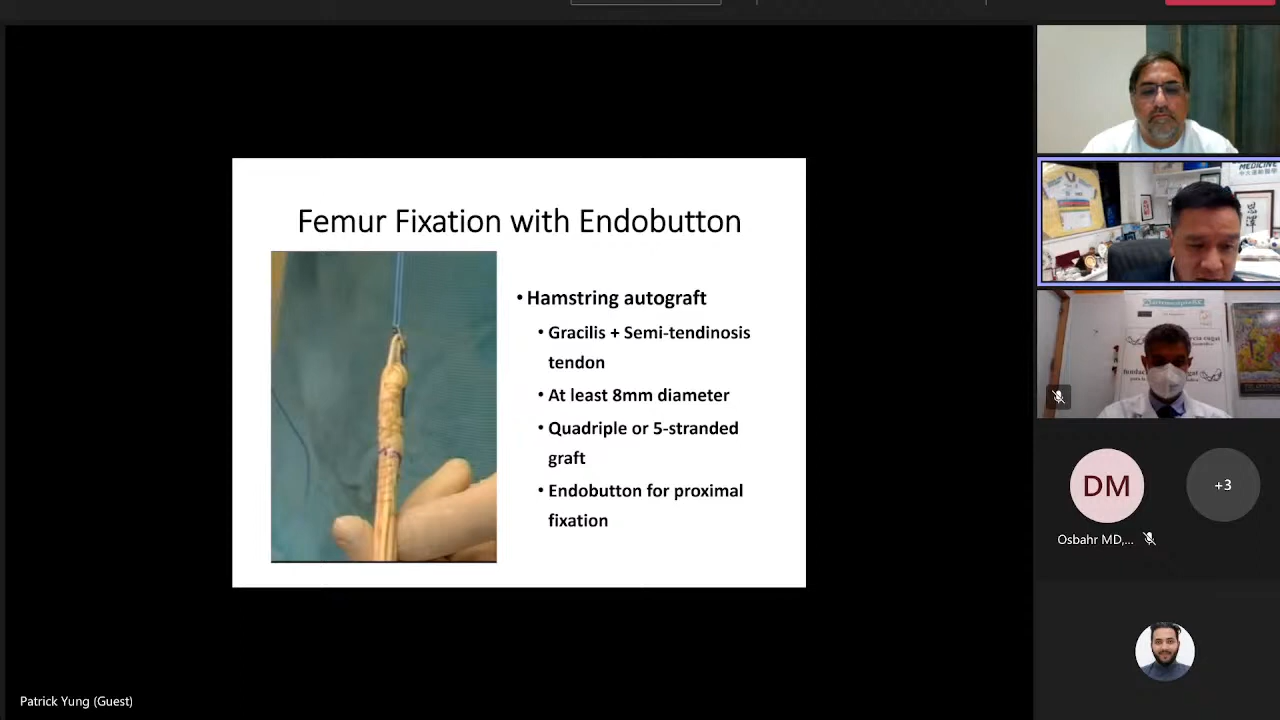 Femur Fixation with Endobutton
• Hamstring autograft
• Gracilis + Semi-tendinosis
tendon
• At least 8mm diameter
• Quadriple or 5-stranded
graft
• Endobutton for proximal
fixation
MEDICINE
DM
+3
Osbahr MD,...
Patrick Yung (Guest)